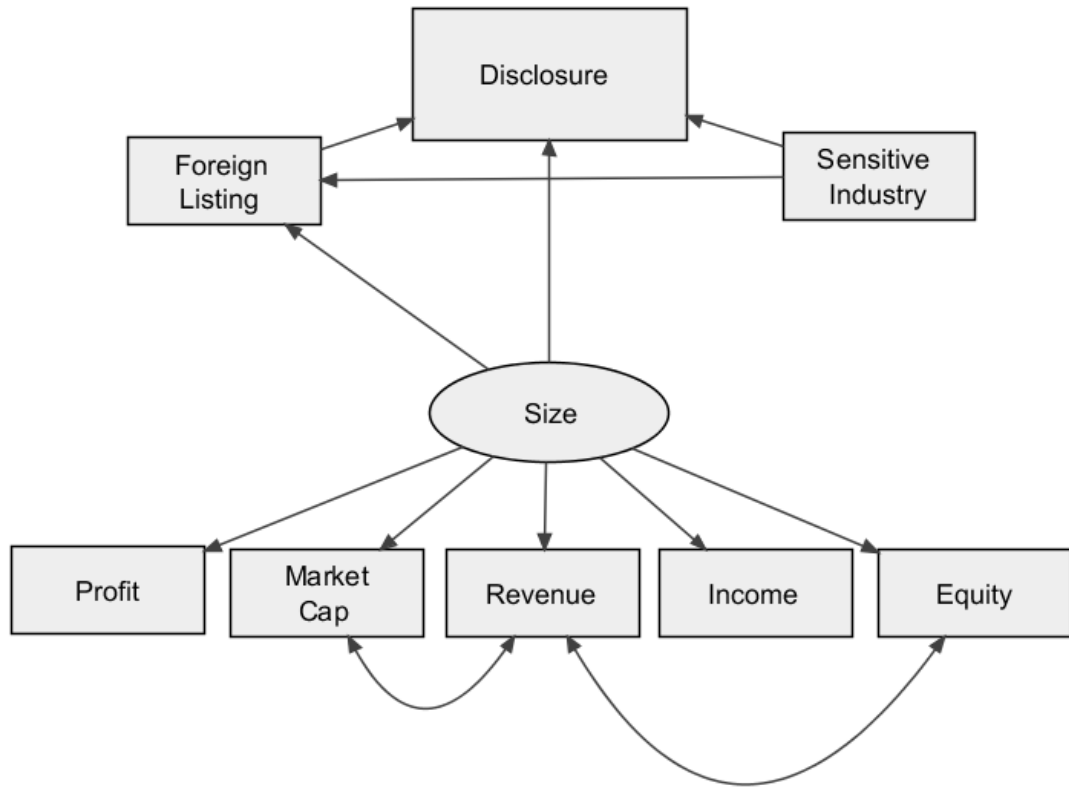 Disclosure
Foreign
Listing
Sensitive
Industry
Size
Profit
Market
Cap
Revenue
Income
Equity